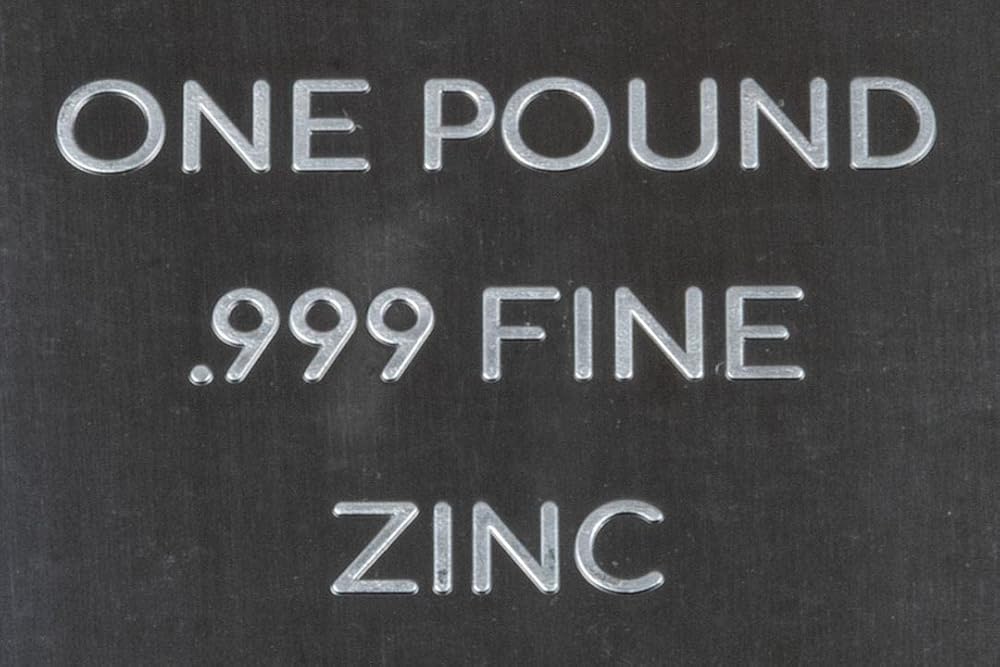 ONE POUND
.999 FINE
ZINC